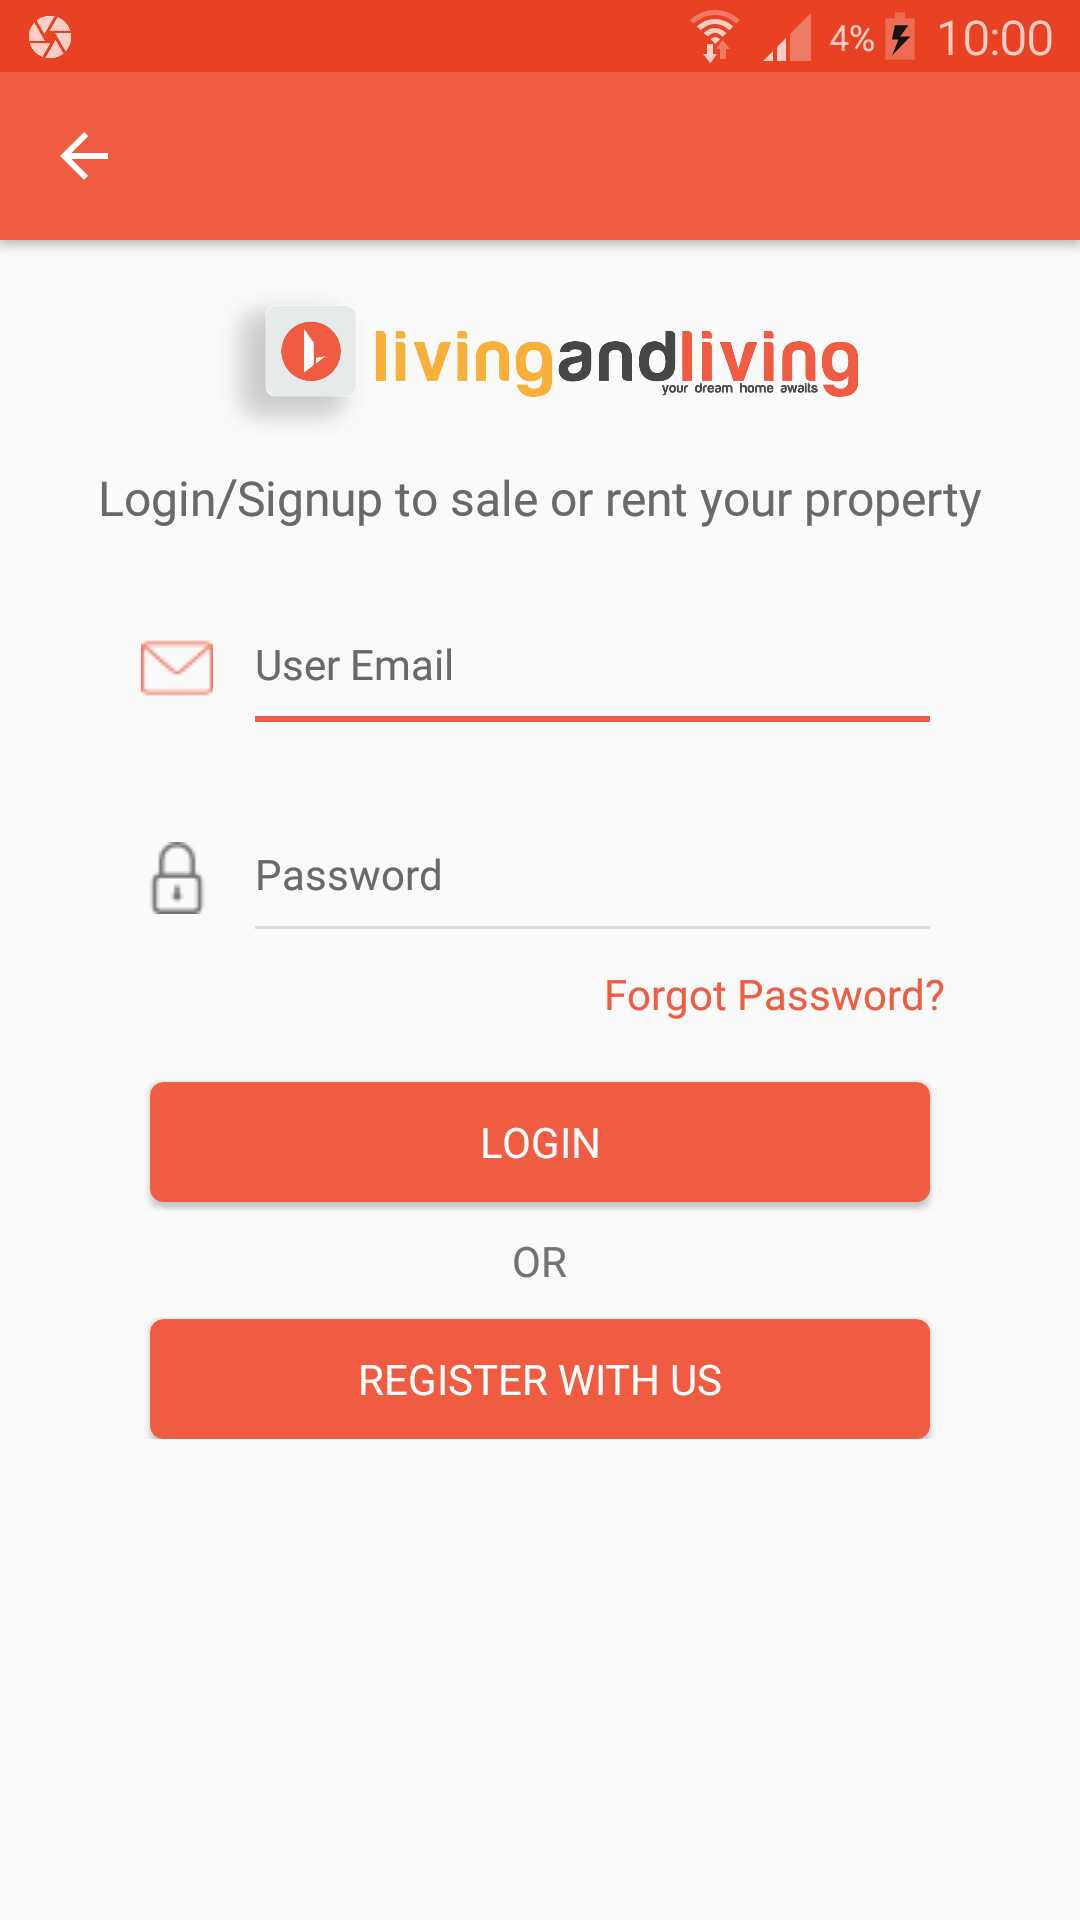 4% 10:00
livingandliving
your dream home awaits
Login/Signup to sale or rent your property
User Email
Password
Forgot Password?
LOGIN
OR
REGISTER WITH US